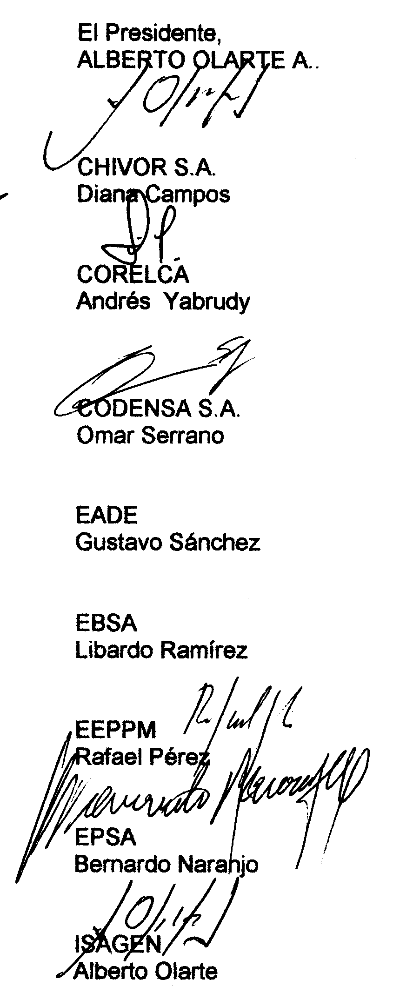 El Presidente,
ALBERTO OLARTE A..
CHIVOR S.A.
Diana Campos
CORELCA
Andrés Yabrudy
CODENSA S.A.
Omar Serrano
EADE
Gustavo Sánchez
EBSA
Libardo Ramírez
EEPPM
Rafael Pérez
EPSA
Bernardo Naranjo
ISAGEN
Alberto Olarte